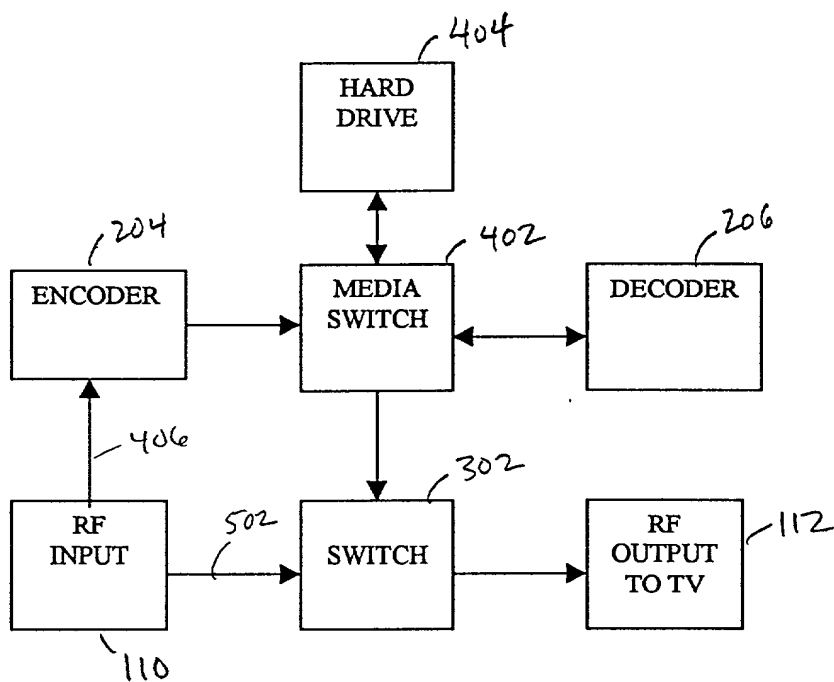 404
HARD
DRIVE
204
402
206
ENCODER
MEDIA
SWITCH
DECODER
406
302
RF
INPUT
502
SWITCH
RF
OUTPUT
TO TV
112
110